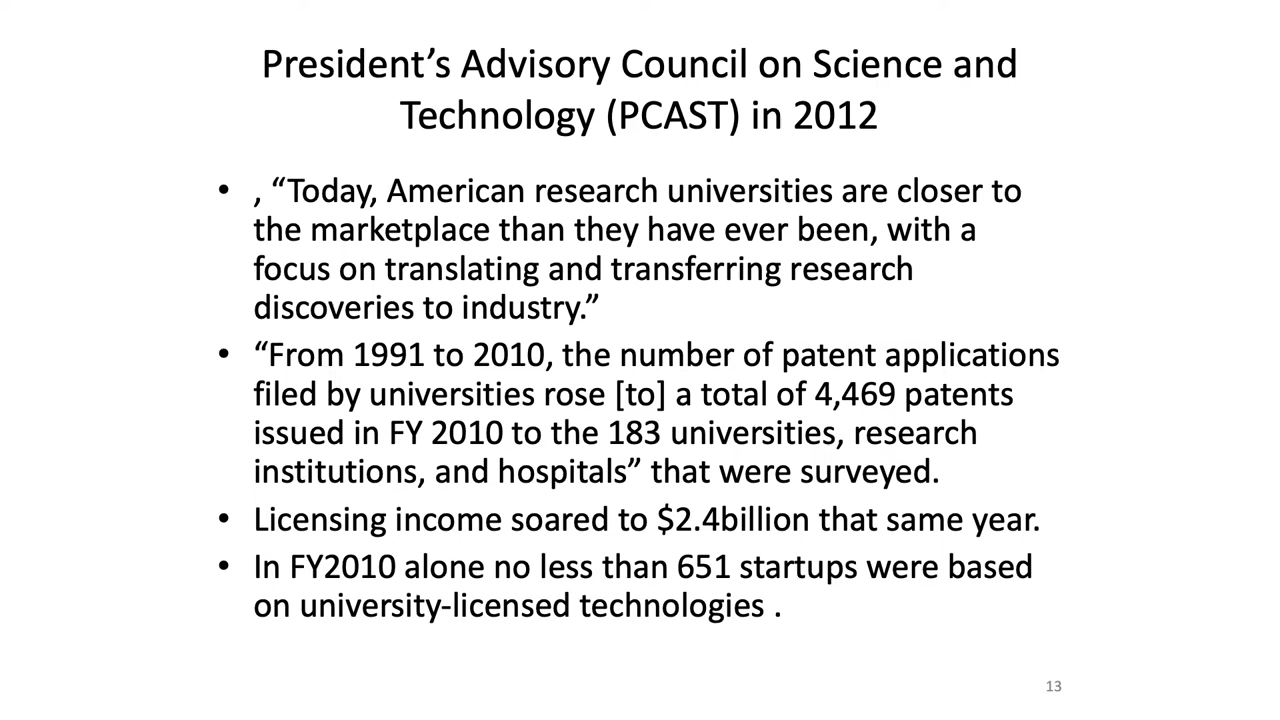 President’s Advisory Council on Science and
Technology (PCAST) in 2012
• , “Today, American research universities are closer to
the marketplace than they have ever been, with a
focus on translating and transferring research
discoveries to industry.”
• “From 1991 to 2010, the number of patent applications
filed by universities rose [to] a total of 4,469 patents
issued in FY 2010 to the 183 universities, research
institutions, and hospitals” that were surveyed.
• Licensing income soared to $2.4billion that same year.
• In FY2010 alone no less than 651 startups were based
on university-licensed technologies .
13